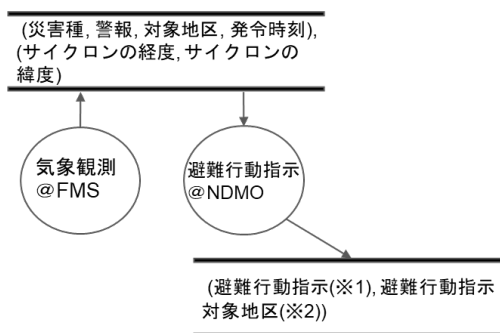 (災害種, 警報, 対象地区, 発令時刻),
(サイクロンの経度, サイクロンの
緯度)
気象観測
@FMS
避難行動指示
@NDMO
(避難行動指示(※1), 避難行動指示
対象地区(※2))